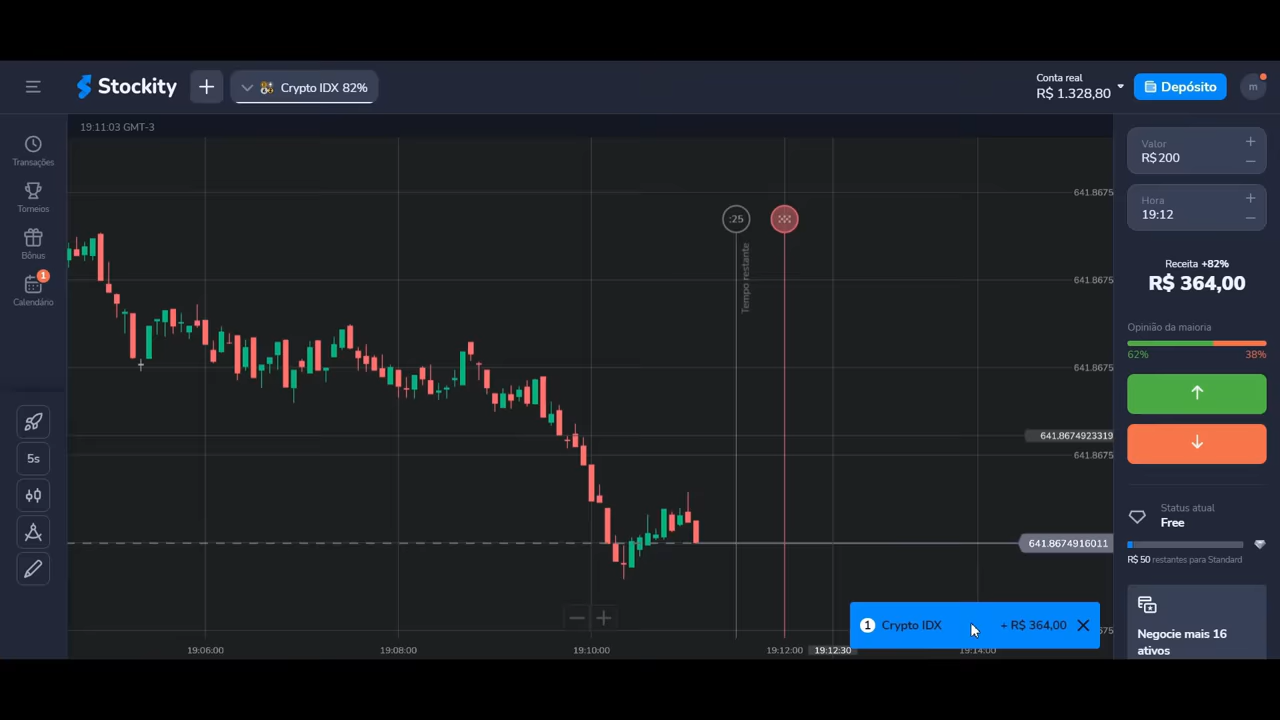 Stockity
Crypto IDX 82%
Conta real
R$ 1.328,80
Depósito
m
19:11:03 GMT-3
Transações
Torneios
Bônus
Calendário
1
5s
:25
Tempo restante
641.8675
641.8675
641.8675
641.8674923319
641.8675
641.8674916011
675
19:06:00
19:08:00
19:10:00
19:12:00
19:12:30
19:14:00
1 Crypto IDX + R$ 364,00
Valor
R$200
Hora
19:12
Receita +82%
R$ 364,00
Opinião da maioria
62% 38%
Status atual
Free
R$ 50 restantes para Standard
Negocie mais 16
ativos